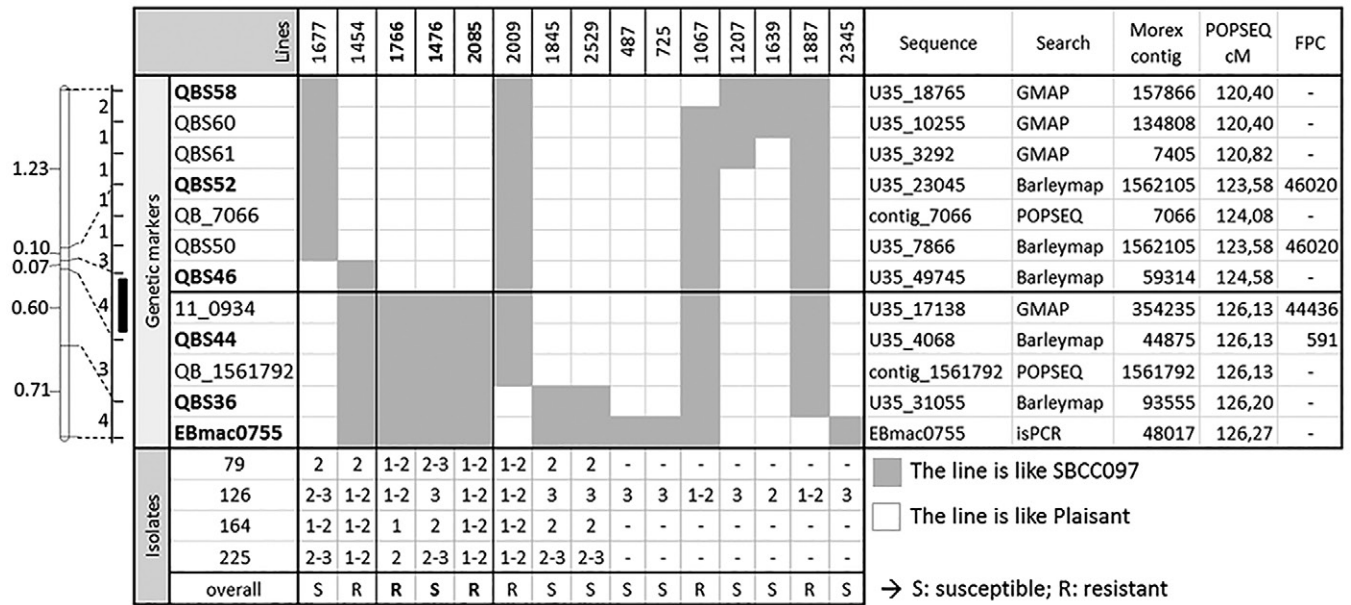 Lines 1677 1454 1766 1476 2085 2009 1845 2529 487 725 1067 1207 1639 1887 2345 Sequence Search Morex contig POPSEQ cM FPC
Genetic markers
QBS58 U35_18765 GMAP 157866 120,40 -
QBS60 U35_10255 GMAP 134808 120,40 -
QBS61 U35_3292 GMAP 7405 120,82 -
QBS52 U35_23045 Barleymap 1562105 123,58 46020
QB_7066 contig_7066 POPSEQ 7066 124,08 -
QBS50 U35_7866 Barleymap 1562105 123,58 46020
QBS46 U35_49745 Barleymap 59314 124,58 -
11_0934 U35_17138 GMAP 354235 126,13 44436
QBS44 U35_4068 Barleymap 44875 126,13 591
QB_1561792 contig_1561792 POPSEQ 1561792 126,13 -
QBS36 U35_31055 Barleymap 93555 126,20 -
EBmac0755 EBmac0755 isPCR 48017 126,27 -
1.23
0.10
0.07
0.60
0.71
2
1
1
1
1
3
4
3
4
Isolates
79 2 2 1-2 2-3 1-2 1-2 2 2 - - - - - - -
126 2-3 1-2 1-2 3 1-2 1-2 3 3 3 3 1-2 3 2 1-2 3
164 1-2 1-2 1 2 1-2 1-2 2 2 - - - - - - -
225 2-3 1-2 2 2-3 1-2 1-2 2-3 2-3 - - - - - - -
overall S R R S R R S S S S R S S R S
The line is like SBCC097
The line is like Plaisant
→ S: susceptible; R: resistant